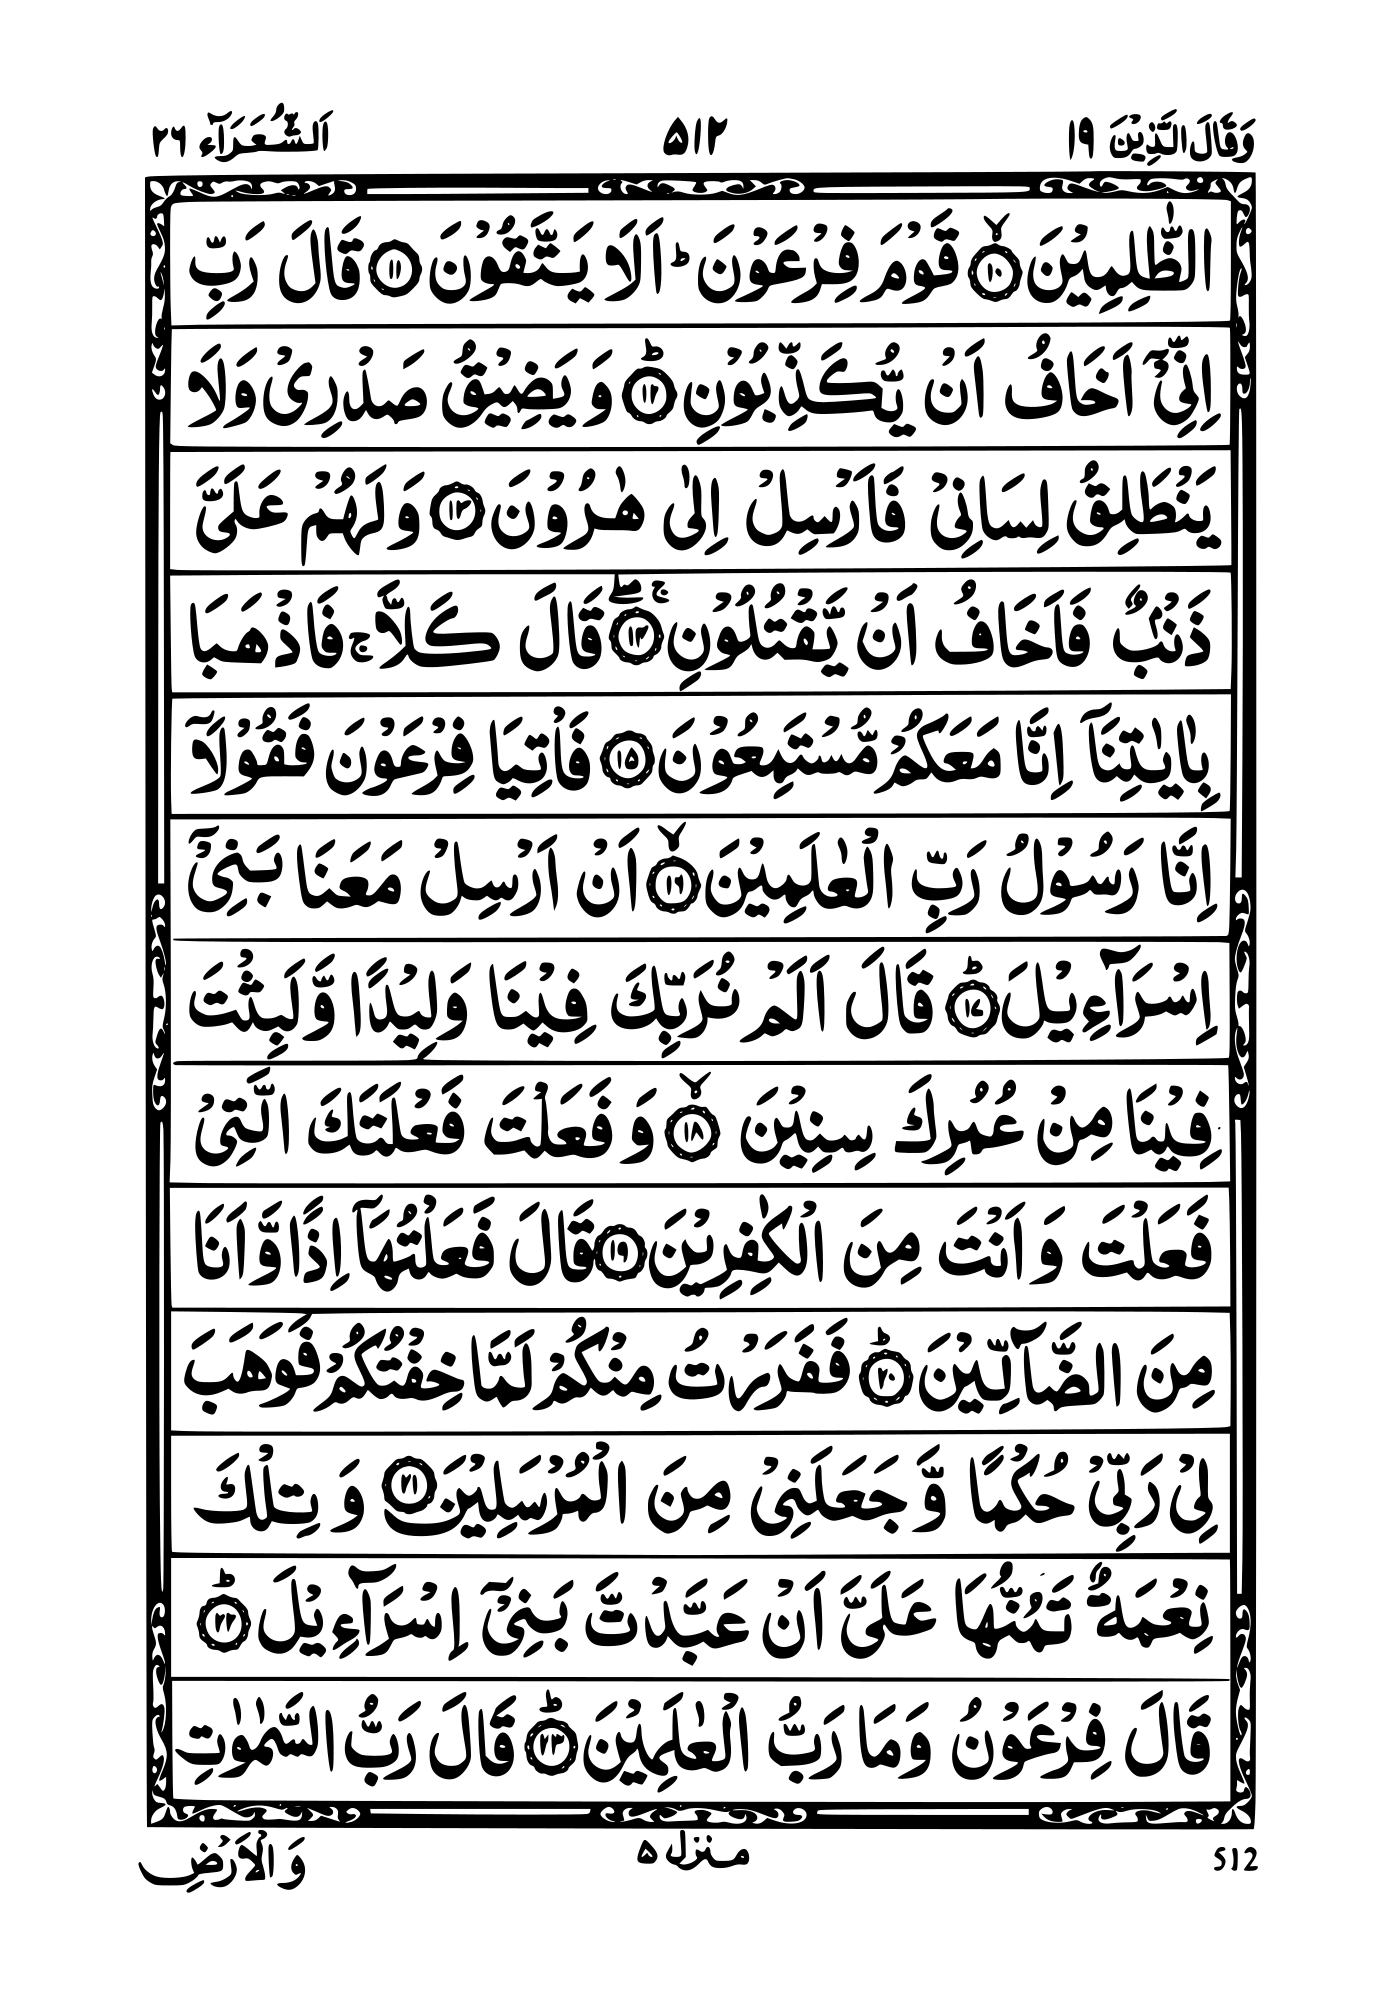 وَقَالَ الَّذِيْنَ ١٩ ٥١٢ اَلشُّعَرَآء ٢٦
الظّٰلِمِيْنَ ۙ﴿١٠﴾ قَوْمَ فِرْعَوْنَ ؕ اَلَا يَتَّقُوْنَ ﴿١١﴾ قَالَ رَبِّ
اِنِّىْۤ اَخَافُ اَنْ يُّكَذِّبُوْنِ ؕ﴿١٢﴾ وَ يَضِيْقُ صَدْرِىْ وَلَا
يَنْطَلِقُ لِسَانِىْ فَاَرْسِلْ اِلٰى هٰرُوْنَ ﴿١٣﴾ وَلَهُمْ عَلَىَّ
ذَنْۢبٌ فَاَخَافُ اَنْ يَّقْتُلُوْنِ ۚۖ﴿١٤﴾ قَالَ كَلَّا ۚ فَاذْهَبَا
بِاٰيٰتِنَاۤ اِنَّا مَعَكُمْ مُّسْتَمِعُوْنَ ﴿١٥﴾ فَاْتِيَا فِرْعَوْنَ فَقُوْلَاۤ
اِنَّا رَسُوْلُ رَبِّ الْعٰلَمِيْنَ ۙ﴿١٦﴾ اَنْ اَرْسِلْ مَعَنَا بَنِىْۤ
اِسْرَآءِيْلَ ؕ﴿١٧﴾ قَالَ اَلَمْ نُرَبِّكَ فِيْنَا وَلِيْدًا وَّلَبِثْتَ
فِيْنَا مِنْ عُمُرِكَ سِنِيْنَ ۙ﴿١٨﴾ وَ فَعَلْتَ فَعْلَتَكَ الَّتِىْ
فَعَلْتَ وَ اَنْتَ مِنَ الْكٰفِرِيْنَ ﴿١٩﴾ قَالَ فَعَلْتُهَاۤ اِذًا وَّاَنَا
مِنَ الضَّآلِّيْنَ ؕ﴿٢٠﴾ فَفَرَرْتُ مِنْكُمْ لَمَّا خِفْتُكُمْ فَوَهَبَ
لِىْ رَبِّىْ حُكْمًا وَّ جَعَلَنِىْ مِنَ الْمُرْسَلِيْنَ ﴿٢١﴾ وَ تِلْكَ
نِعْمَةٌ تَمُنُّهَا عَلَىَّ اَنْ عَبَّدْتَّ بَنِىْۤ اِسْرَآءِيْلَ ؕ﴿٢٢﴾
قَالَ فِرْعَوْنُ وَمَا رَبُّ الْعٰلَمِيْنَ ؕ﴿٢٣﴾ قَالَ رَبُّ السَّمٰوٰتِ
512 مـنزل ٥ وَ الْاَرْضِ